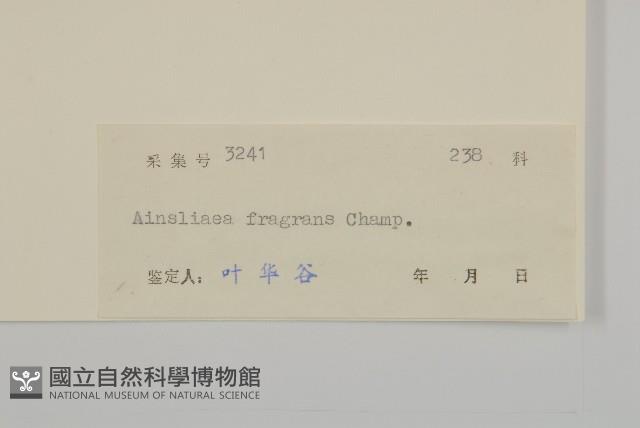 采集号 3241 238 科
Ainsliaea fragrans Champ.
鉴定人: 叶华谷 年 月 日
國立自然科學博物館
NATIONAL MUSEUM OF NATURAL SCIENCE